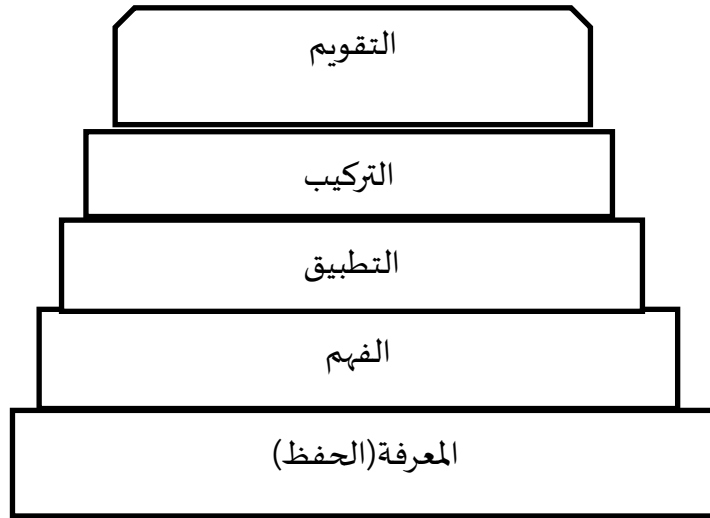 التقويم
التركيب
التطبيق
الفهم
المعرفة(الحفظ)